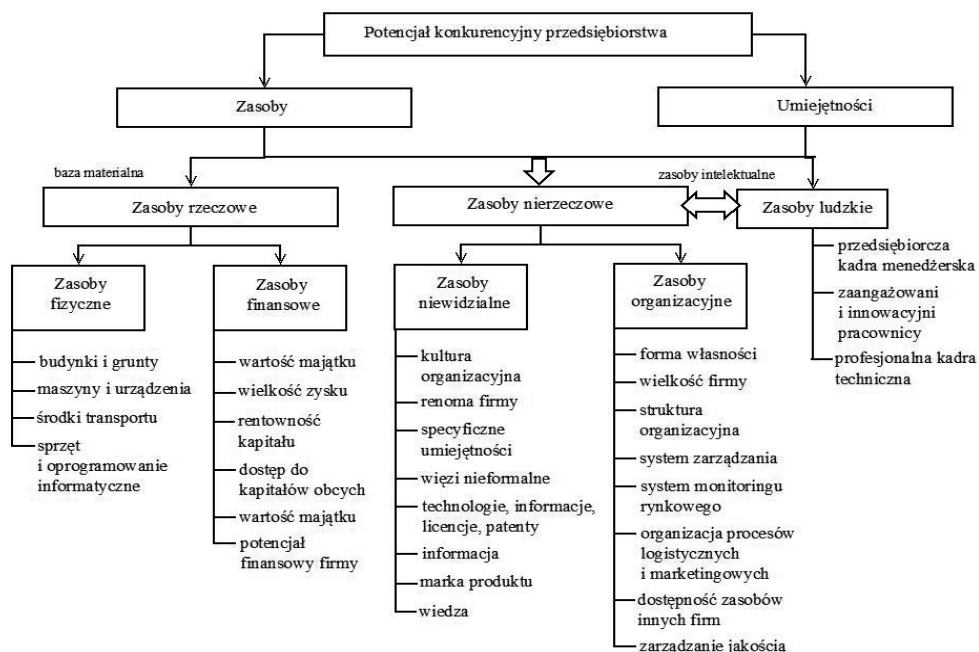 Potencjał konkurencyjny przedsiębiorstwa
Zasoby
Umiejętności
baza materialna
zasoby intelektualne
Zasoby rzeczowe
Zasoby nierzeczowe
Zasoby ludzkie
przedsiębiorcza
kadra menedżerska
zaangażowani
i innowacyjni
pracownicy
profesjonalna kadra
techniczna
Zasoby
fizyczne
budynki i grunty
maszyny i urządzenia
środki transportu
sprzęt
i oprogramowanie
informatyczne
Zasoby
finansowe
wartość majątku
wielkość zysku
rentowność
kapitału
dostęp do
kapitałów obcych
wartość majątku
potencjał
finansowy firmy
Zasoby
niewidzialne
kultura
organizacyjna
renoma firmy
specyficzne
umiejętności
więzi nieformalne
technologie, informacje,
licencje, patenty
informacja
marka produktu
wiedza
Zasoby
organizacyjne
forma własności
wielkość firmy
struktura
organizacyjna
system zarządzania
system monitoringu
rynkowego
organizacja procesów
logistycznych
i marketingowych
dostępność zasobów
innych firm
zarządzanie jakością